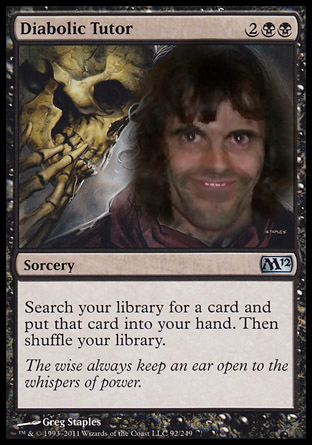 Diabolic Tutor 2
Sorcery M12
Search your library for a card and
put that card into your hand. Then
shuffle your library.
The wise always keep an ear open to the
whispers of power.
Greg Staples
™ & © 1993–2011 Wizards of the Coast LLC 92/249